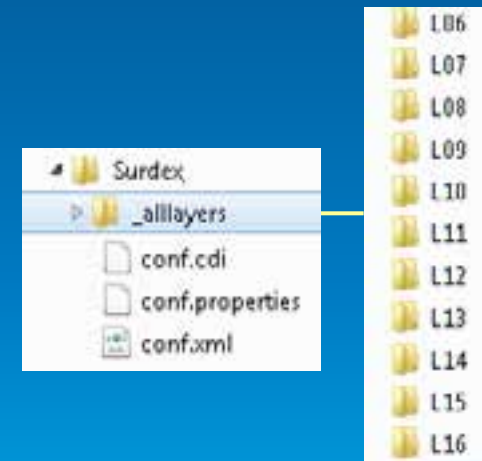 Surdex
_alllayers
conf.cdi
conf.properties
conf.xml
L06
L07
L08
L09
L10
L11
L12
L13
L14
L15
L16